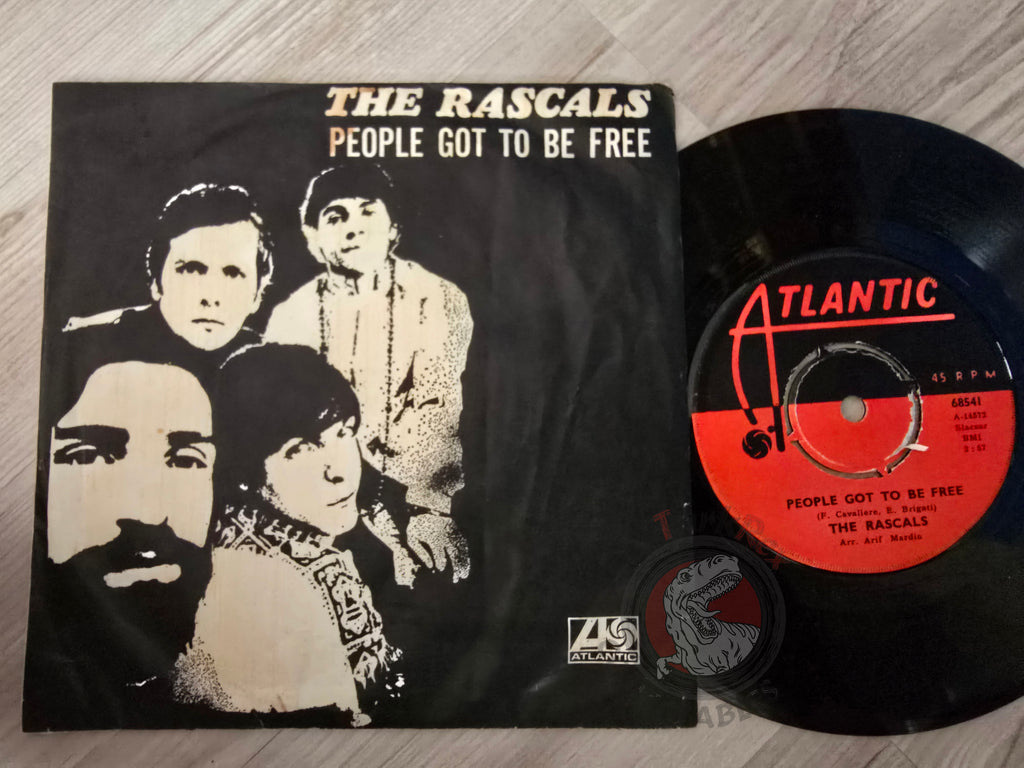 THE RASCALS
PEOPLE GOT TO BE FREE
ATLANTIC
ATLANTIC
45 RPM
68541
A-14573
Slacsar
BMI
2:57
PEOPLE GOT TO BE FREE
(F. Cavaliere, E. Brigati)
THE RASCALS
Arr. Arif Mardin